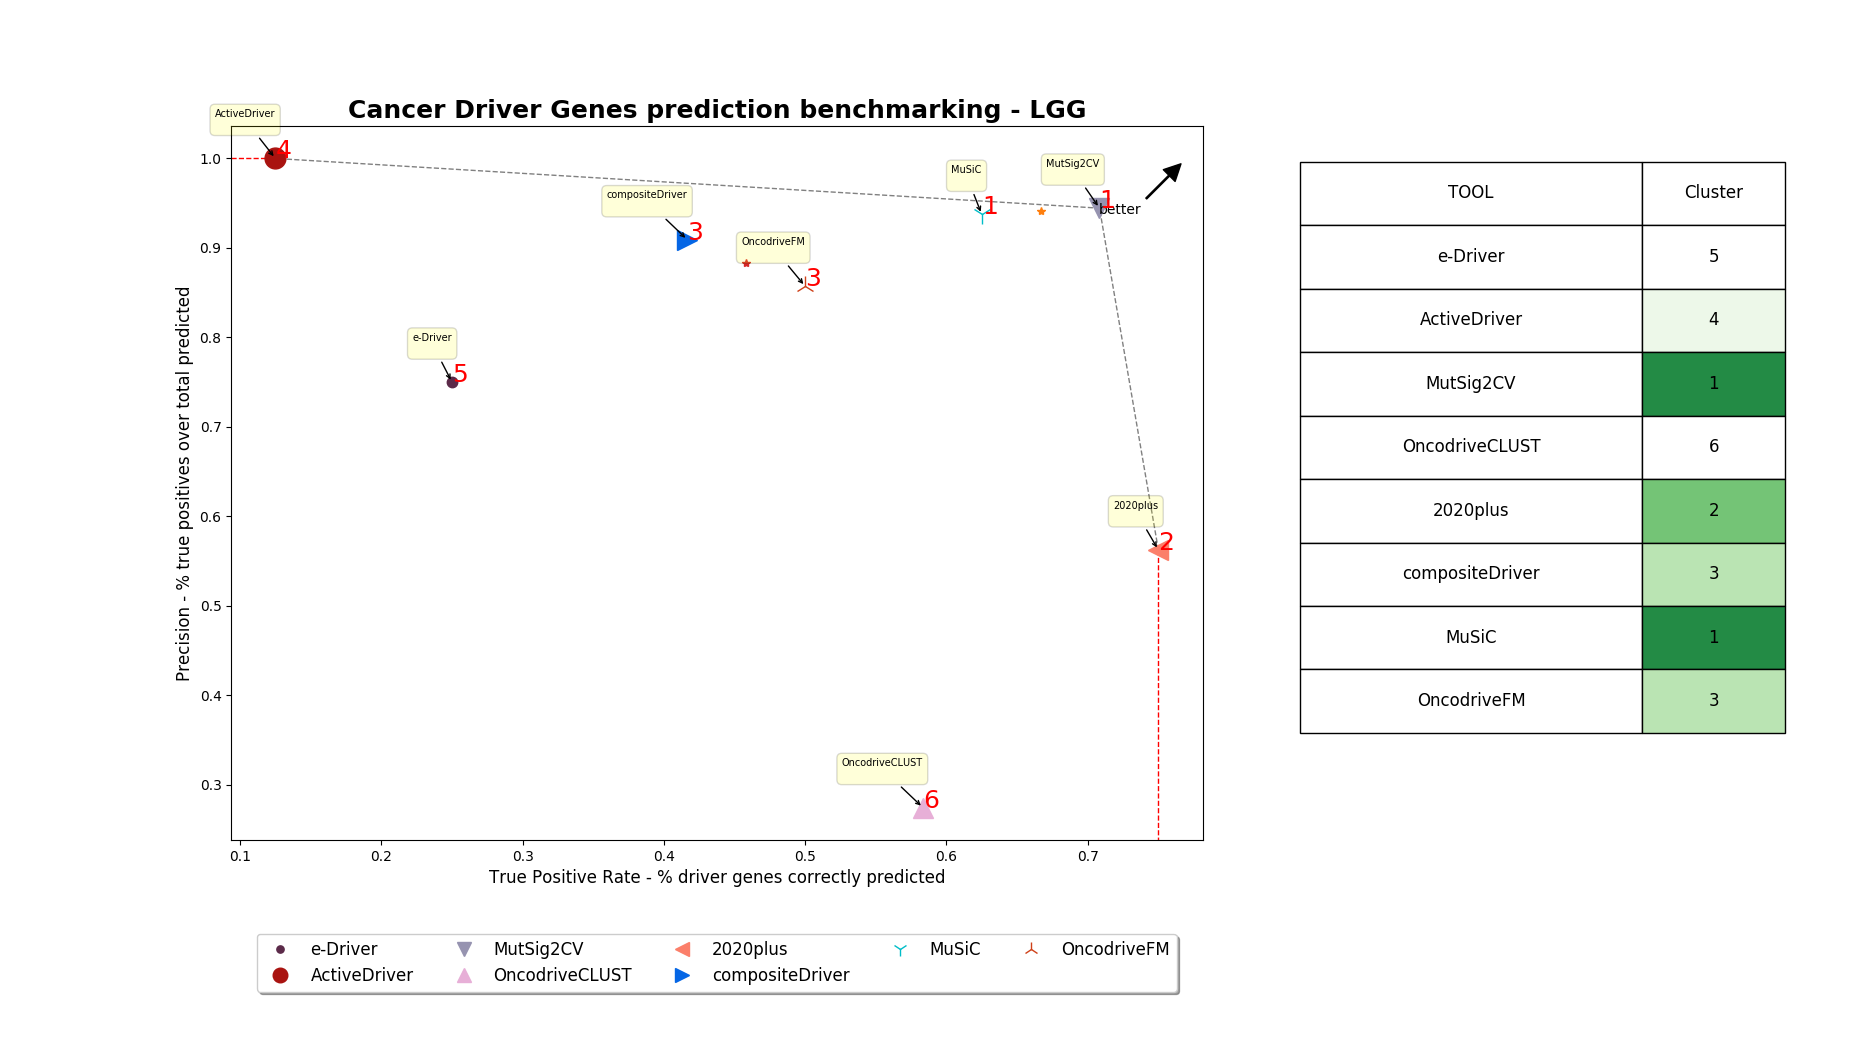 Cancer Driver Genes prediction benchmarking - LGG
ActiveDriver
4
MuSiC
1
MutSig2CV
1
better
compositeDriver
3
OncodriveFM
3
e-Driver
5
2020plus
2
OncodriveCLUST
6
Precision - % true positives over total predicted
1.0
0.9
0.8
0.7
0.6
0.5
0.4
0.3
0.1 0.2 0.3 0.4 0.5 0.6 0.7
True Positive Rate - % driver genes correctly predicted
e-Driver MutSig2CV 2020plus MuSiC OncodriveFM
ActiveDriver OncodriveCLUST compositeDriver
TOOL Cluster
e-Driver 5
ActiveDriver 4
MutSig2CV 1
OncodriveCLUST 6
2020plus 2
compositeDriver 3
MuSiC 1
OncodriveFM 3